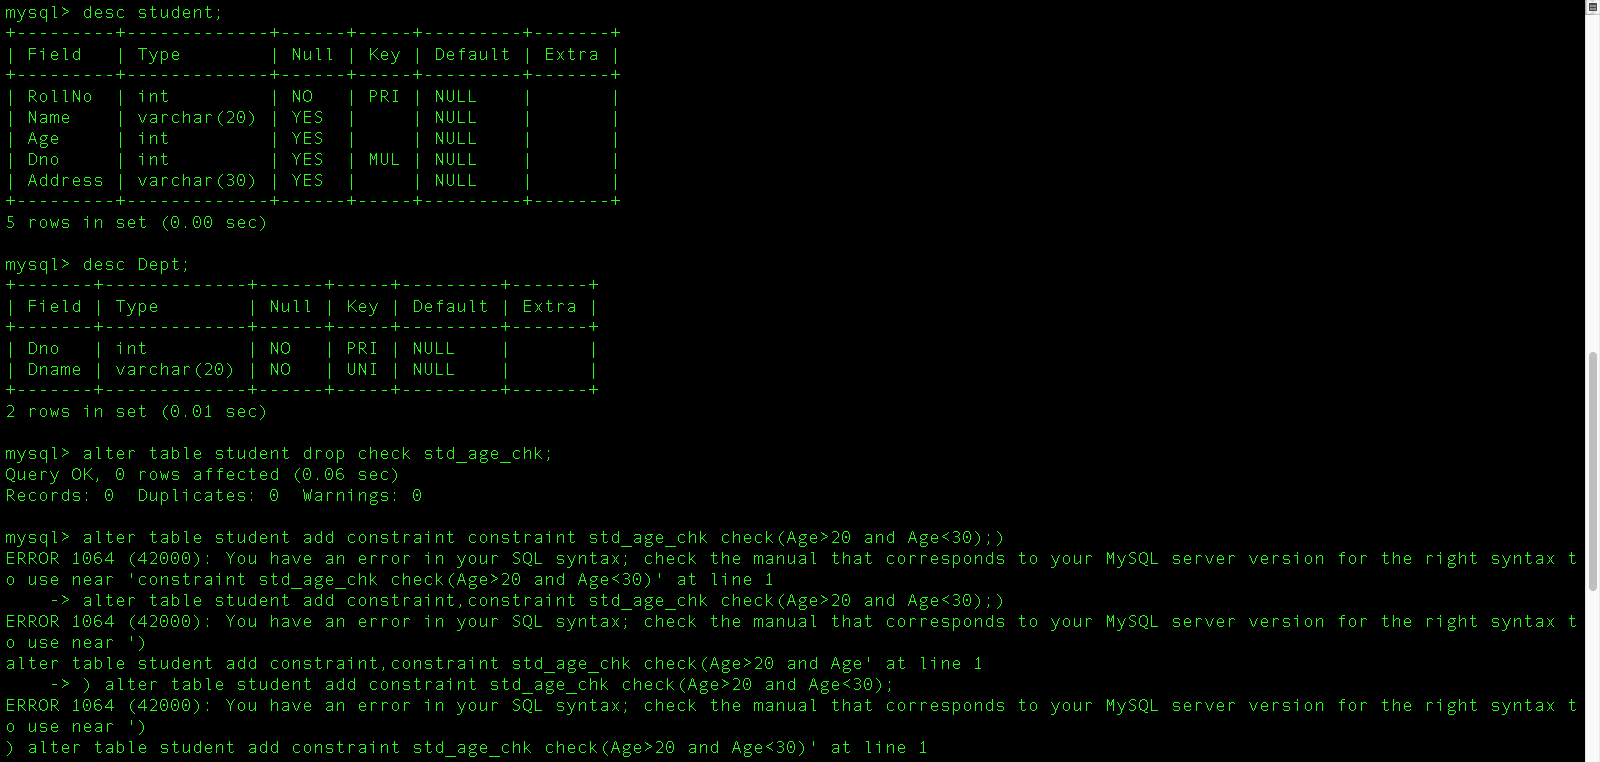 mysql> desc student;
+---------+-------------+------+-----+---------+-------+
| Field   | Type        | Null | Key | Default | Extra |
+---------+-------------+------+-----+---------+-------+
| RollNo  | int         | NO   | PRI | NULL    |       |
| Name    | varchar(20) | YES  |     | NULL    |       |
| Age     | int         | YES  |     | NULL    |       |
| Dno     | int         | YES  | MUL | NULL    |       |
| Address | varchar(30) | YES  |     | NULL    |       |
+---------+-------------+------+-----+---------+-------+
5 rows in set (0.00 sec)

mysql> desc Dept;
+-------+-------------+------+-----+---------+-------+
| Field | Type        | Null | Key | Default | Extra |
+-------+-------------+------+-----+---------+-------+
| Dno   | int         | NO   | PRI | NULL    |       |
| Dname | varchar(20) | NO   | UNI | NULL    |       |
+-------+-------------+------+-----+---------+-------+
2 rows in set (0.01 sec)

mysql> alter table student drop check std_age_chk;
Query OK, 0 rows affected (0.06 sec)
Records: 0  Duplicates: 0  Warnings: 0

mysql> alter table student add constraint constraint std_age_chk check(Age>20 and Age<30);)
ERROR 1064 (42000): You have an error in your SQL syntax; check the manual that corresponds to your MySQL server version for the right syntax t
o use near 'constraint std_age_chk check(Age>20 and Age<30)' at line 1
    -> alter table student add constraint,constraint std_age_chk check(Age>20 and Age<30);)
ERROR 1064 (42000): You have an error in your SQL syntax; check the manual that corresponds to your MySQL server version for the right syntax t
o use near ')
alter table student add constraint,constraint std_age_chk check(Age>20 and Age' at line 1
    -> ) alter table student add constraint std_age_chk check(Age>20 and Age<30);
ERROR 1064 (42000): You have an error in your SQL syntax; check the manual that corresponds to your MySQL server version for the right syntax t
o use near ')
) alter table student add constraint std_age_chk check(Age>20 and Age<30)' at line 1